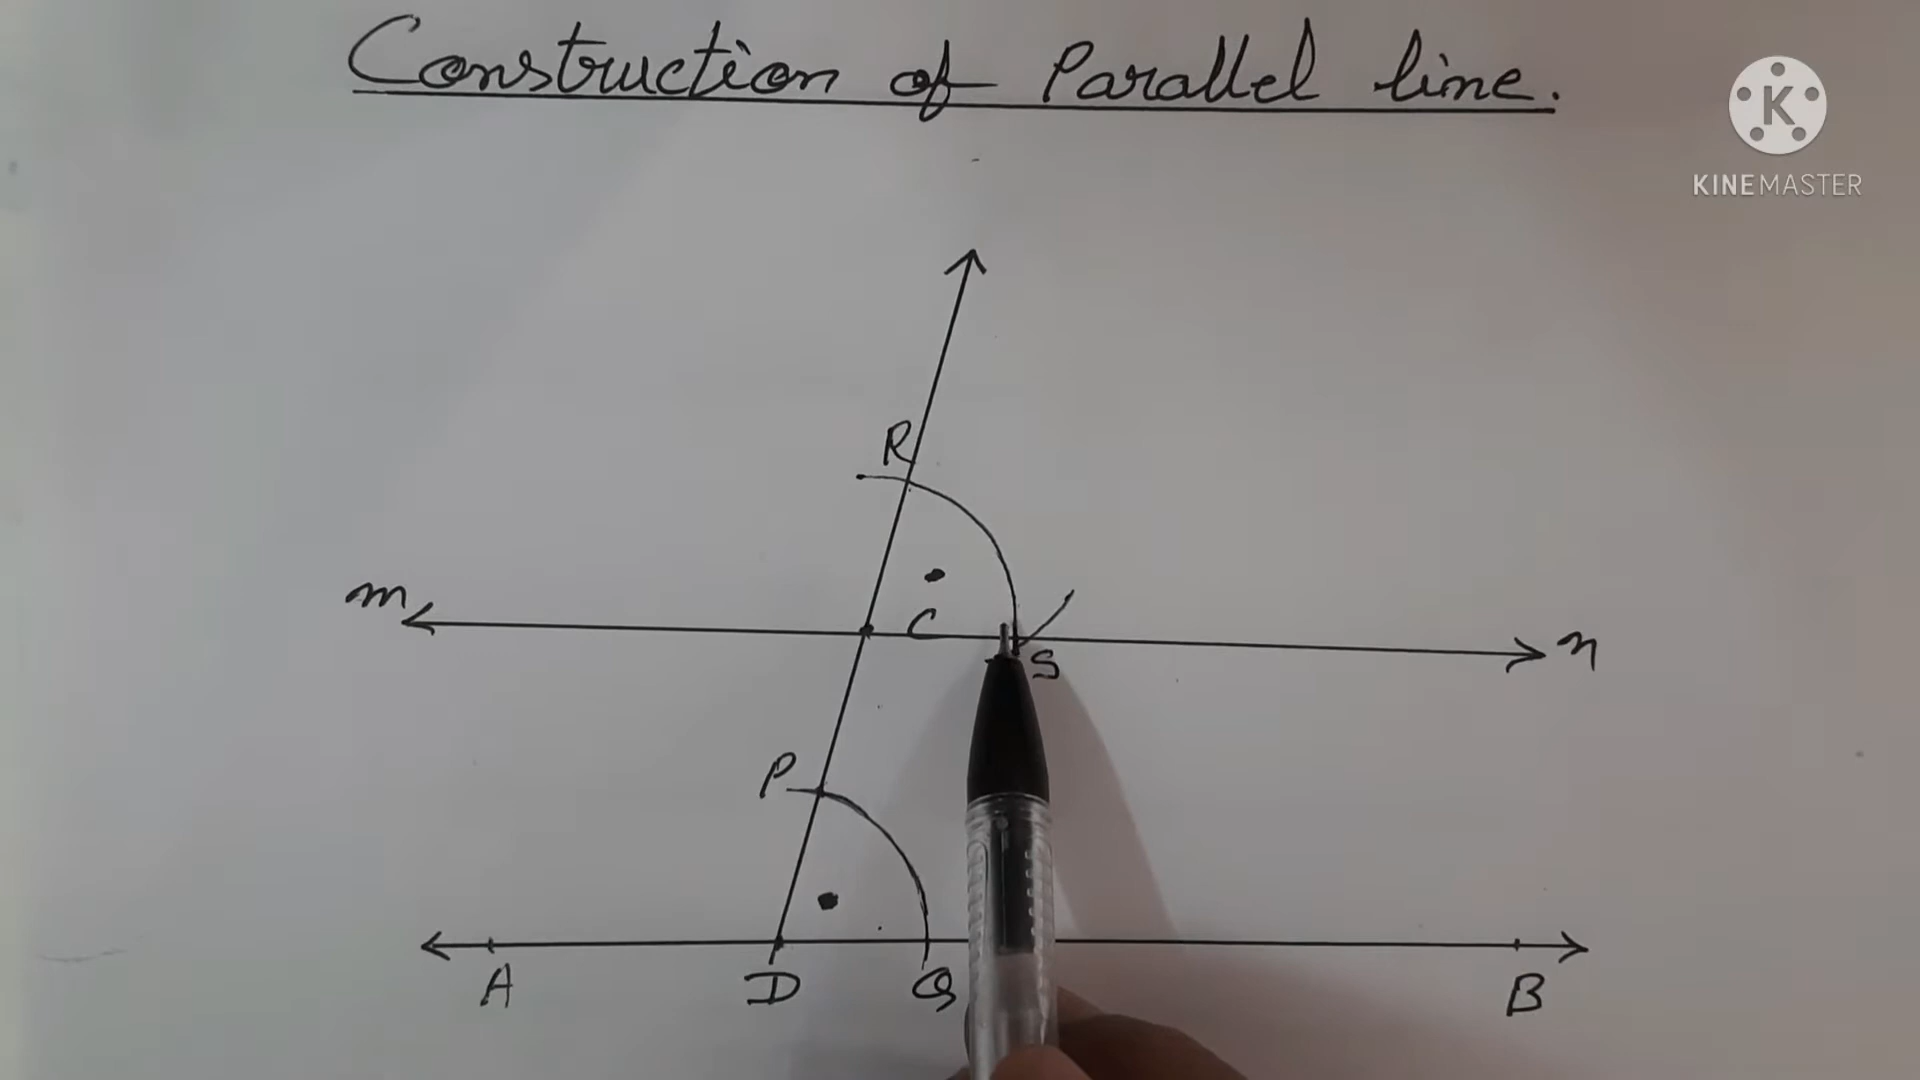 Construction of Parallel line.
K
KINEMASTER
R
m
C
n
S
P
A
D
Q
B